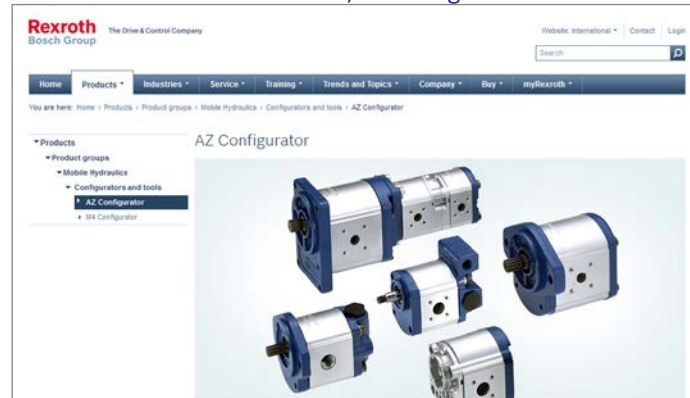 Rexroth
Bosch Group
The Drive & Control Company
Website: International
Contact
Login
Search
Home
Products
Industries
Service
Training
Trends and Topics
Company
Buy
myRexroth
You are here: Home > Products > Product groups > Mobile Hydraulics > Configurators and tools > AZ Configurator
AZ Configurator
Products
Product groups
Mobile Hydraulics
Configurators and tools
AZ Configurator
M4 Configurator